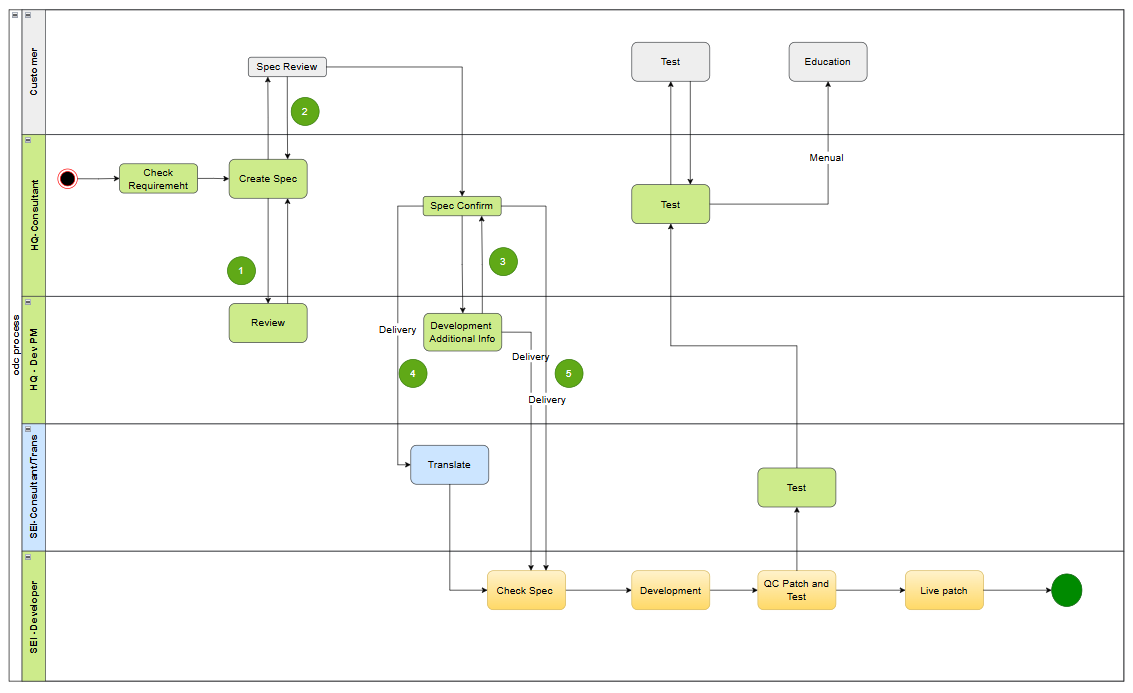 odc process
Customer
Spec Review
2
Test
Education
HQ- Consultant
Check
Requiremeht
Create Spec
1
Spec Confirm
3
Test
Menual
HQ - Dev PM
Review
Delivery
Development
Additional Info
Delivery
4
5
Delivery
SEI- Consultant/Trans
Translate
Test
SEI -Developer
Check Spec
Development
QC Patch and
Test
Live patch